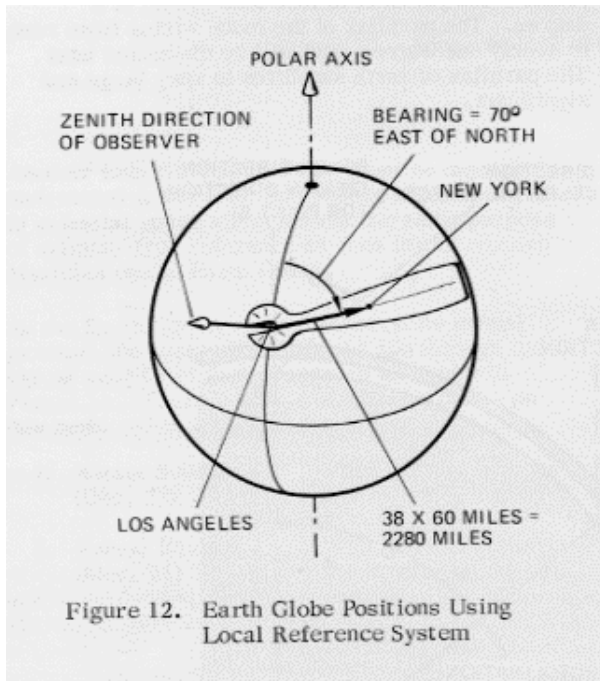 POLAR AXIS
ZENITH DIRECTION
OF OBSERVER
BEARING = 70º
EAST OF NORTH
NEW YORK
LOS ANGELES
38 X 60 MILES =
2280 MILES
Figure 12. Earth Globe Positions Using
Local Reference System